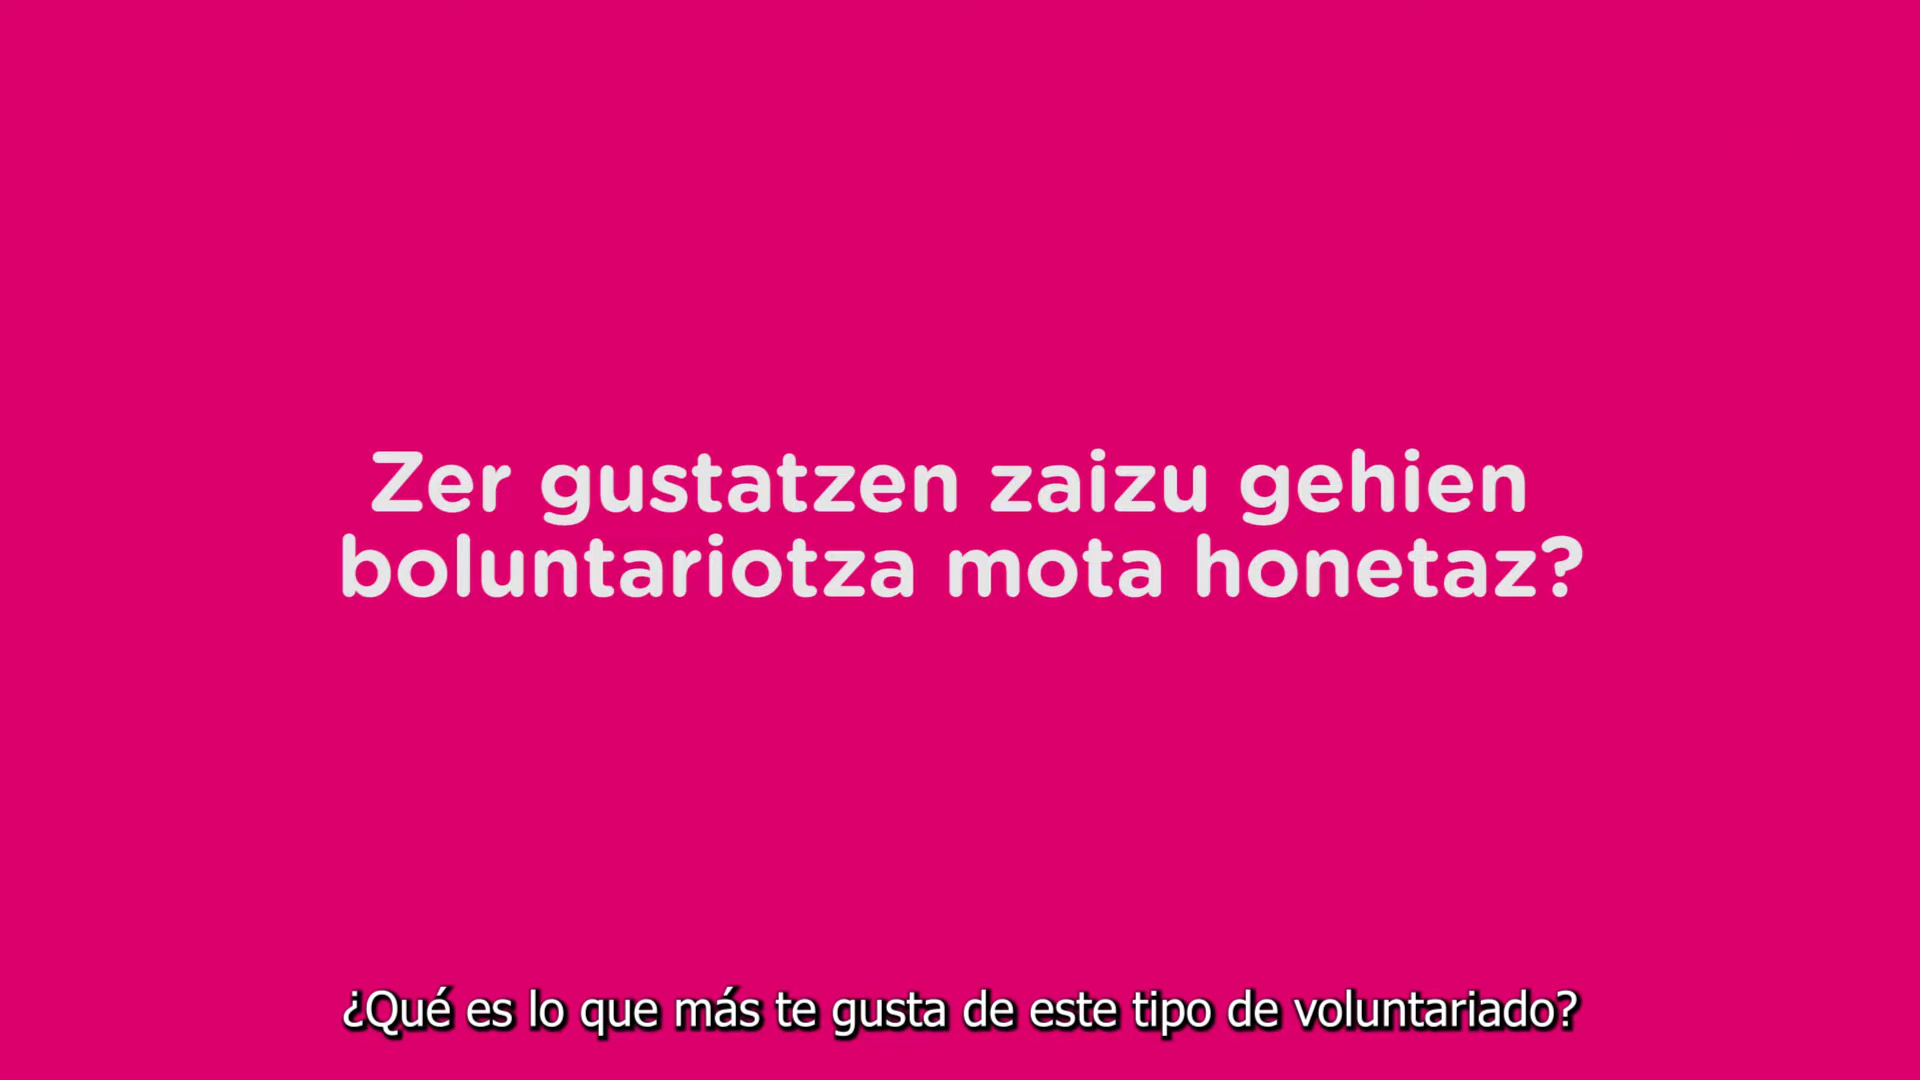 Zer gustatzen zaizu gehien
boluntariotza mota honetaz?
¿Qué es lo que más te gusta de este tipo de voluntariado?